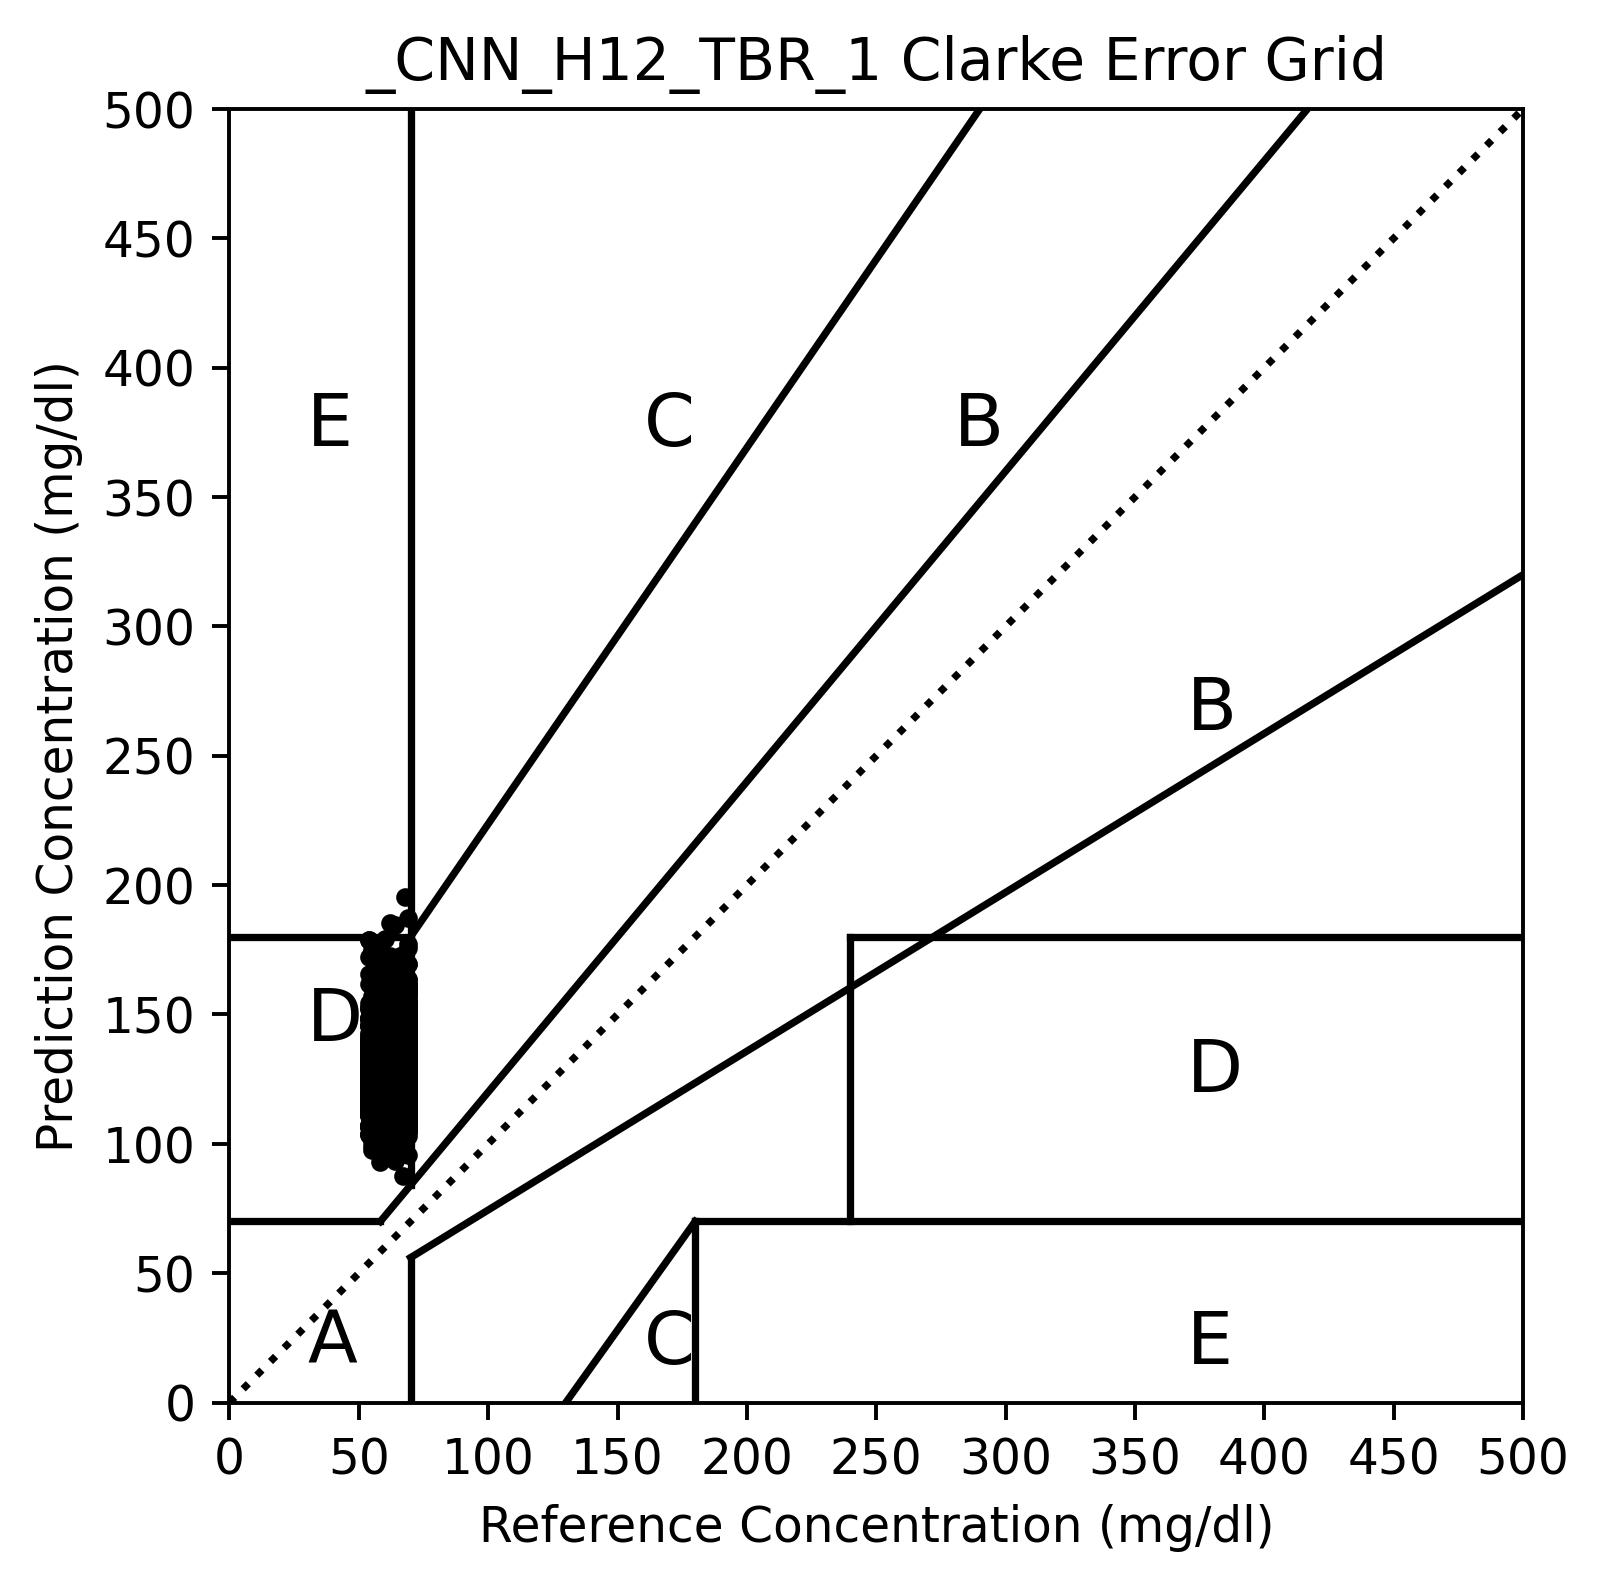 _CNN_H12_TBR_1 Clarke Error Grid
Prediction Concentration (mg/dl)
500
450
400
350
300
250
200
150
100
50
0
E
C
B
B
D
D
A
C
E
0 50 100 150 200 250 300 350 400 450 500
Reference Concentration (mg/dl)